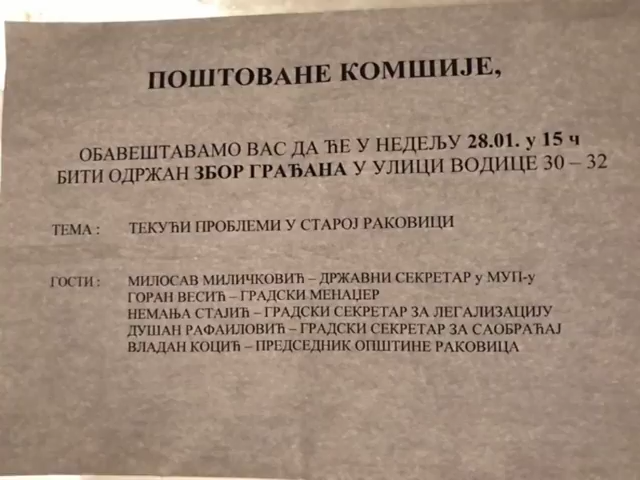 ПОШТОВАНЕ КОМШИЈЕ,
ОБАВЕШТАВАМО ВАС ДА ЋЕ У НЕДЕЉУ 28.01. у 15 ч
БИТИ ОДРЖАН ЗБОР ГРАЂАНА У УЛИЦИ ВОДИЦЕ 30 – 32
ТЕМА : ТЕКУЋИ ПРОБЛЕМИ У СТАРОЈ РАКОВИЦИ
ГОСТИ : МИЛОСАВ МИЛИЧКОВИЋ – ДРЖАВНИ СЕКРЕТАР у МУП-у
ГОРАН ВЕСИЋ – ГРАДСКИ МЕНАЏЕР
НЕМАЊА СТАЈИЋ – ГРАДСКИ СЕКРЕТАР ЗА ЛЕГАЛИЗАЦИЈУ
ДУШАН РАФАИЛОВИЋ – ГРАДСКИ СЕКРЕТАР ЗА САОБРАЋАЈ
ВЛАДАН КОЦИЋ – ПРЕДСЕДНИК ОПШТИНЕ РАКОВИЦА